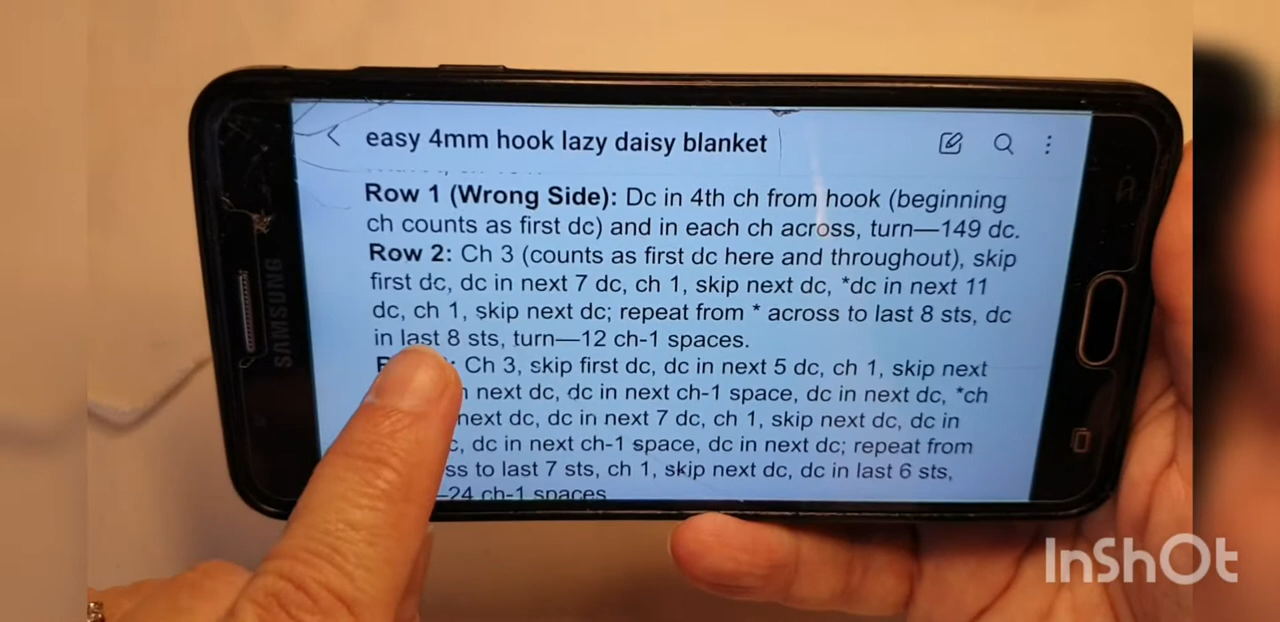 easy 4mm hook lazy daisy blanket
Row 1 (Wrong Side): Dc in 4th ch from hook (beginning
ch counts as first dc) and in each ch across, turn—149 dc.
Row 2: Ch 3 (counts as first dc here and throughout), skip
first dc, dc in next 7 dc, ch 1, skip next dc, *dc in next 11
dc, ch 1, skip next dc; repeat from * across to last 8 sts, dc
in last 8 sts, turn—12 ch-1 spaces.
Ch 3, skip first dc, dc in next 5 dc, ch 1, skip next
next dc, dc in next ch-1 space, dc in next dc, *ch
next dc, dc in next 7 dc, ch 1, skip next dc, dc in
dc in next ch-1 space, dc in next dc; repeat from
to last 7 sts, ch 1, skip next dc, dc in last 6 sts,
—24 ch-1 spaces
SAMSUNG
InShOt